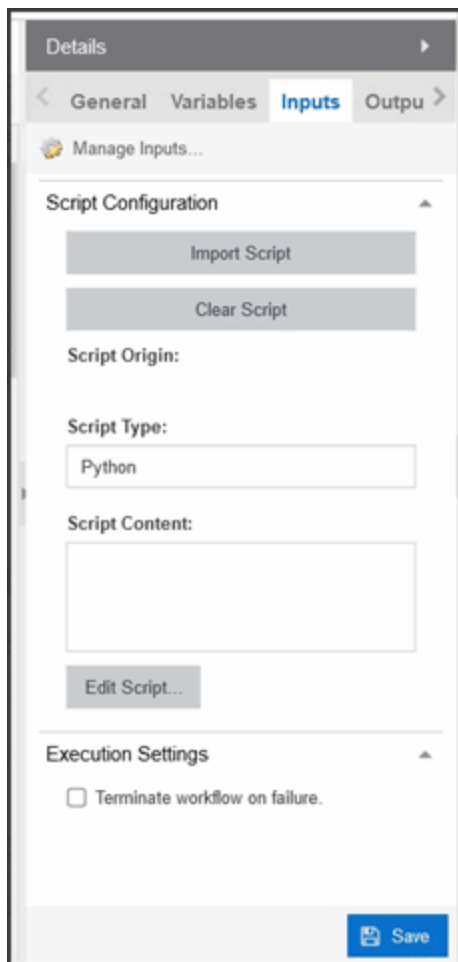 Details
General Variables Inputs Outpu
Manage Inputs...
Script Configuration
Import Script
Clear Script
Script Origin:
Script Type:
Python
Script Content:
Edit Script...
Execution Settings
Terminate workflow on failure.
Save